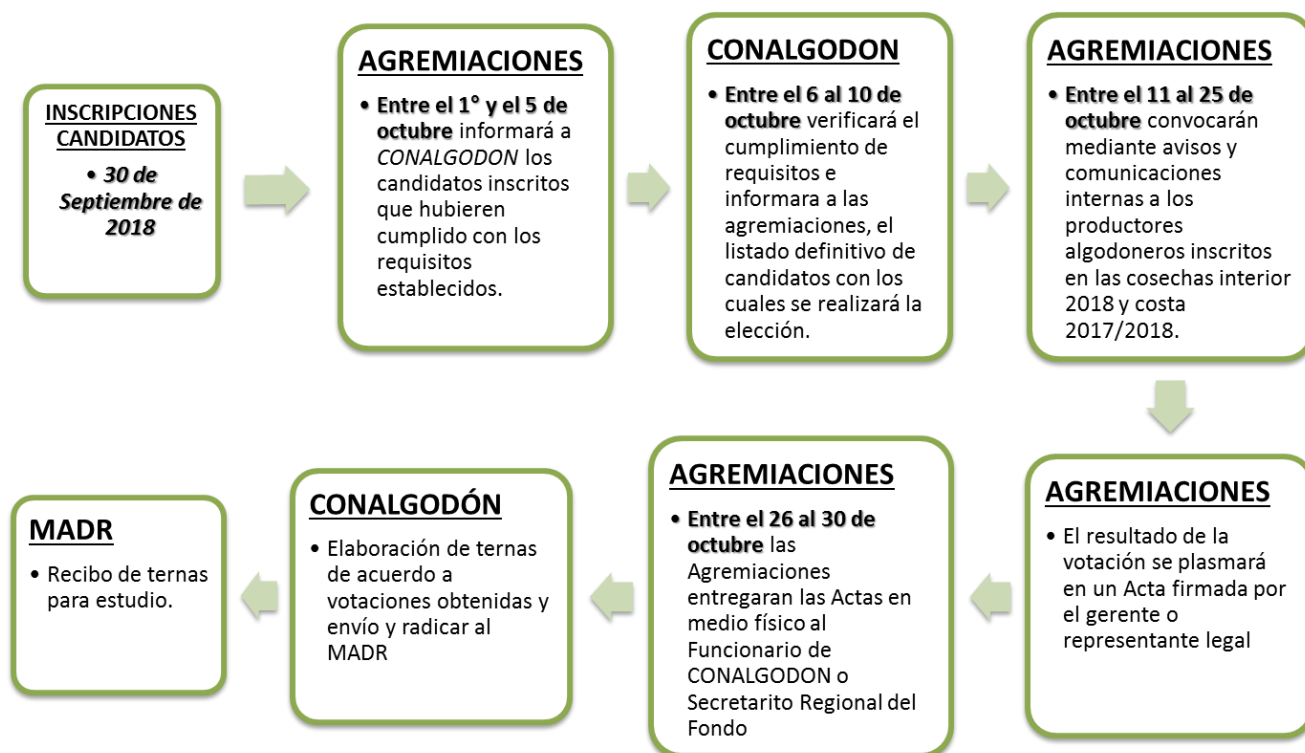 INSCRIPCIONES
CANDIDATOS
• 30 de
Septiembre de
2018
AGREMIACIONES
• Entre el 1° y el 5 de
octubre informará a
CONALGODON los
candidatos inscritos
que hubieren
cumplido con los
requisitos
establecidos.
CONALGODON
• Entre el 6 al 10 de
octubre verificará el
cumplimiento de
requisitos e
informara a las
agremiaciones, el
listado definitivo de
candidatos con los
cuales se realizará la
elección.
AGREMIACIONES
• Entre el 11 al 25 de
octubre convocarán
mediante avisos y
comunicaciones
internas a los
productores
algodoneros inscritos
en las cosechas interior
2018 y costa
2017/2018.
AGREMIACIONES
• El resultado de la
votación se plasmará
en un Acta firmada por
el gerente o
representante legal
AGREMIACIONES
• Entre el 26 al 30 de
octubre las
Agremiaciones
entregaran las Actas en
medio físico al
Funcionario de
CONALGODON o
Secretarito Regional del
Fondo
CONALGODÓN
• Elaboración de ternas
de acuerdo a
votaciones obtenidas y
envío y radicar al
MADR
MADR
• Recibo de ternas
para estudio.